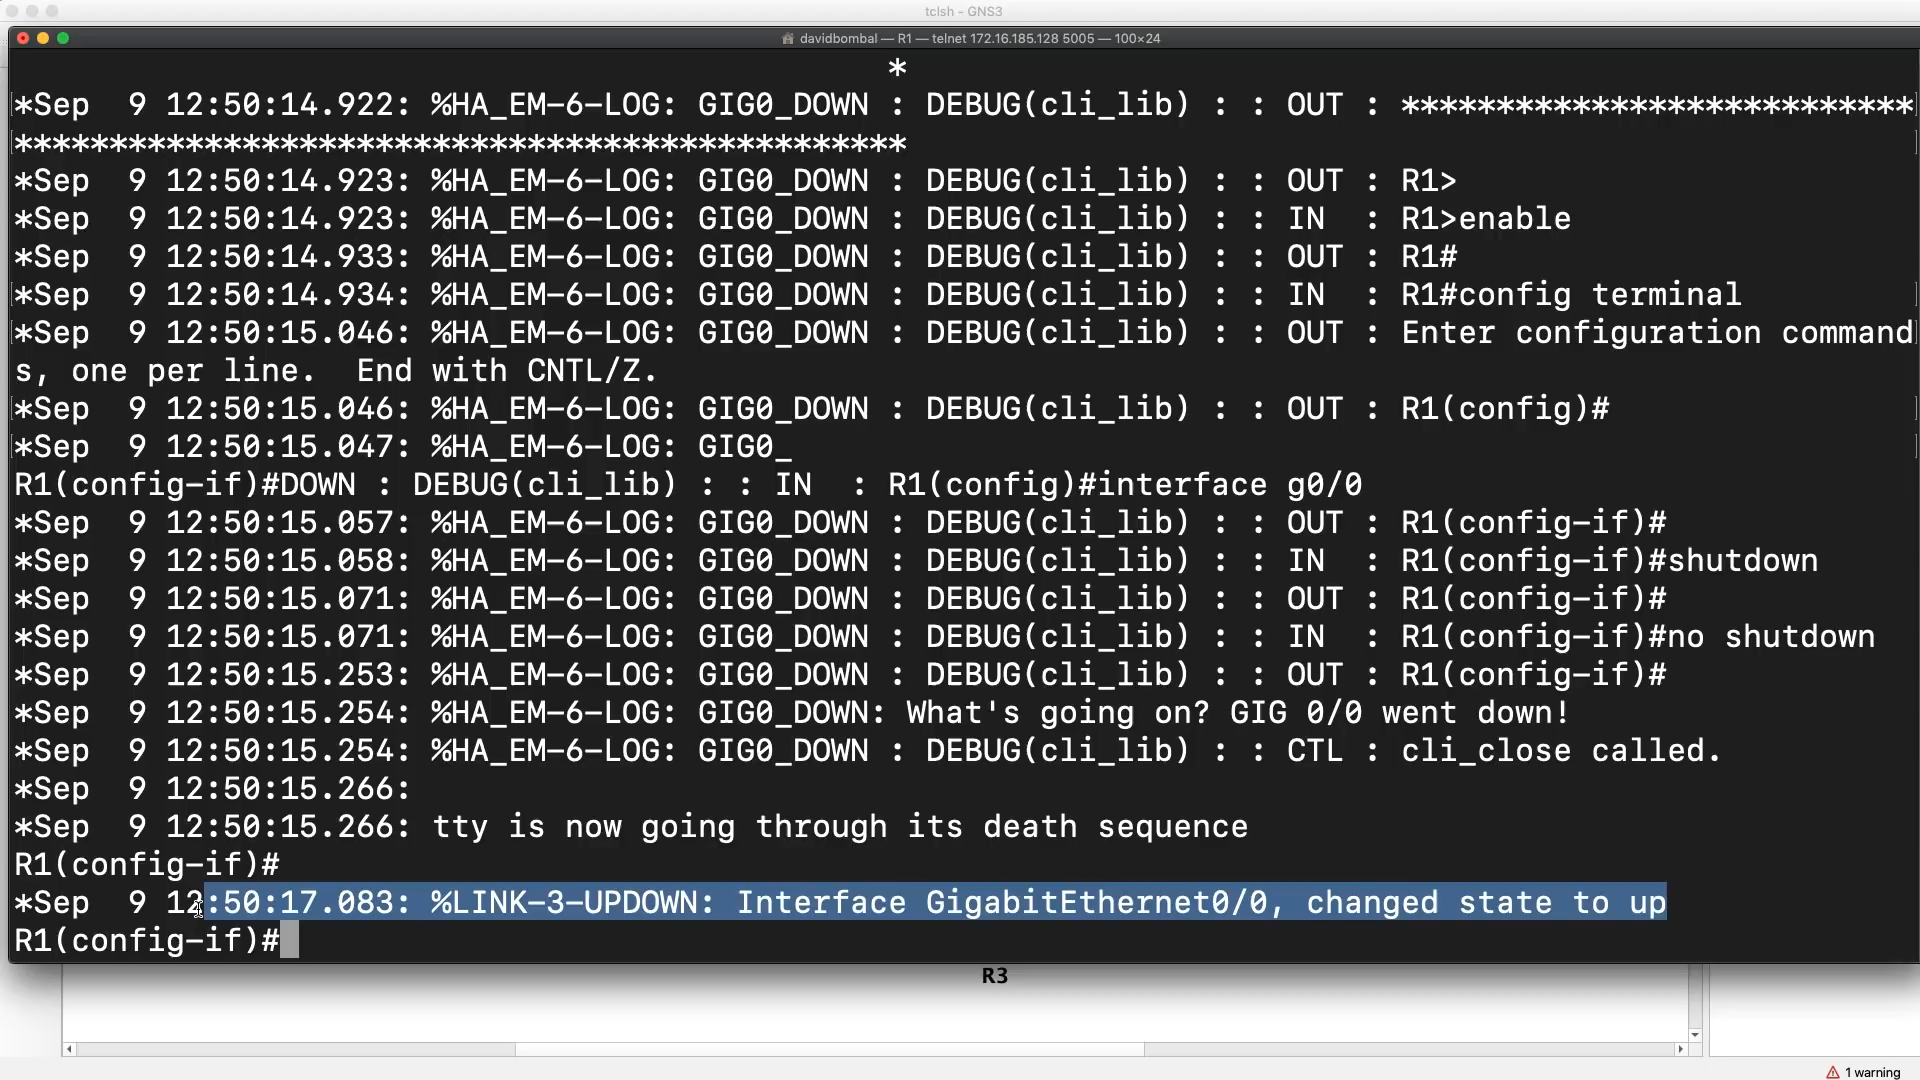 tclsh - GNS3
davidbombal — R1 — telnet 172.16.185.128 5005 — 100×24
*
*Sep  9 12:50:14.922: %HA_EM-6-LOG: GIG0_DOWN : DEBUG(cli_lib) : : OUT : ***************************
***********************************************
*Sep  9 12:50:14.923: %HA_EM-6-LOG: GIG0_DOWN : DEBUG(cli_lib) : : OUT : R1>
*Sep  9 12:50:14.923: %HA_EM-6-LOG: GIG0_DOWN : DEBUG(cli_lib) : : IN  : R1>enable
*Sep  9 12:50:14.933: %HA_EM-6-LOG: GIG0_DOWN : DEBUG(cli_lib) : : OUT : R1#
*Sep  9 12:50:14.934: %HA_EM-6-LOG: GIG0_DOWN : DEBUG(cli_lib) : : IN  : R1#config terminal
*Sep  9 12:50:15.046: %HA_EM-6-LOG: GIG0_DOWN : DEBUG(cli_lib) : : OUT : Enter configuration command
s, one per line.  End with CNTL/Z.
*Sep  9 12:50:15.046: %HA_EM-6-LOG: GIG0_DOWN : DEBUG(cli_lib) : : OUT : R1(config)#
*Sep  9 12:50:15.047: %HA_EM-6-LOG: GIG0_
R1(config-if)#DOWN : DEBUG(cli_lib) : : IN  : R1(config)#interface g0/0
*Sep  9 12:50:15.057: %HA_EM-6-LOG: GIG0_DOWN : DEBUG(cli_lib) : : OUT : R1(config-if)#
*Sep  9 12:50:15.058: %HA_EM-6-LOG: GIG0_DOWN : DEBUG(cli_lib) : : IN  : R1(config-if)#shutdown
*Sep  9 12:50:15.071: %HA_EM-6-LOG: GIG0_DOWN : DEBUG(cli_lib) : : OUT : R1(config-if)#
*Sep  9 12:50:15.071: %HA_EM-6-LOG: GIG0_DOWN : DEBUG(cli_lib) : : IN  : R1(config-if)#no shutdown
*Sep  9 12:50:15.253: %HA_EM-6-LOG: GIG0_DOWN : DEBUG(cli_lib) : : OUT : R1(config-if)#
*Sep  9 12:50:15.254: %HA_EM-6-LOG: GIG0_DOWN: What's going on? GIG 0/0 went down!
*Sep  9 12:50:15.254: %HA_EM-6-LOG: GIG0_DOWN : DEBUG(cli_lib) : : CTL : cli_close called.
*Sep  9 12:50:15.266:
*Sep  9 12:50:15.266: tty is now going through its death sequence
R1(config-if)#
*Sep  9 12:50:17.083: %LINK-3-UPDOWN: Interface GigabitEthernet0/0, changed state to up
R1(config-if)#
R3
1 warning